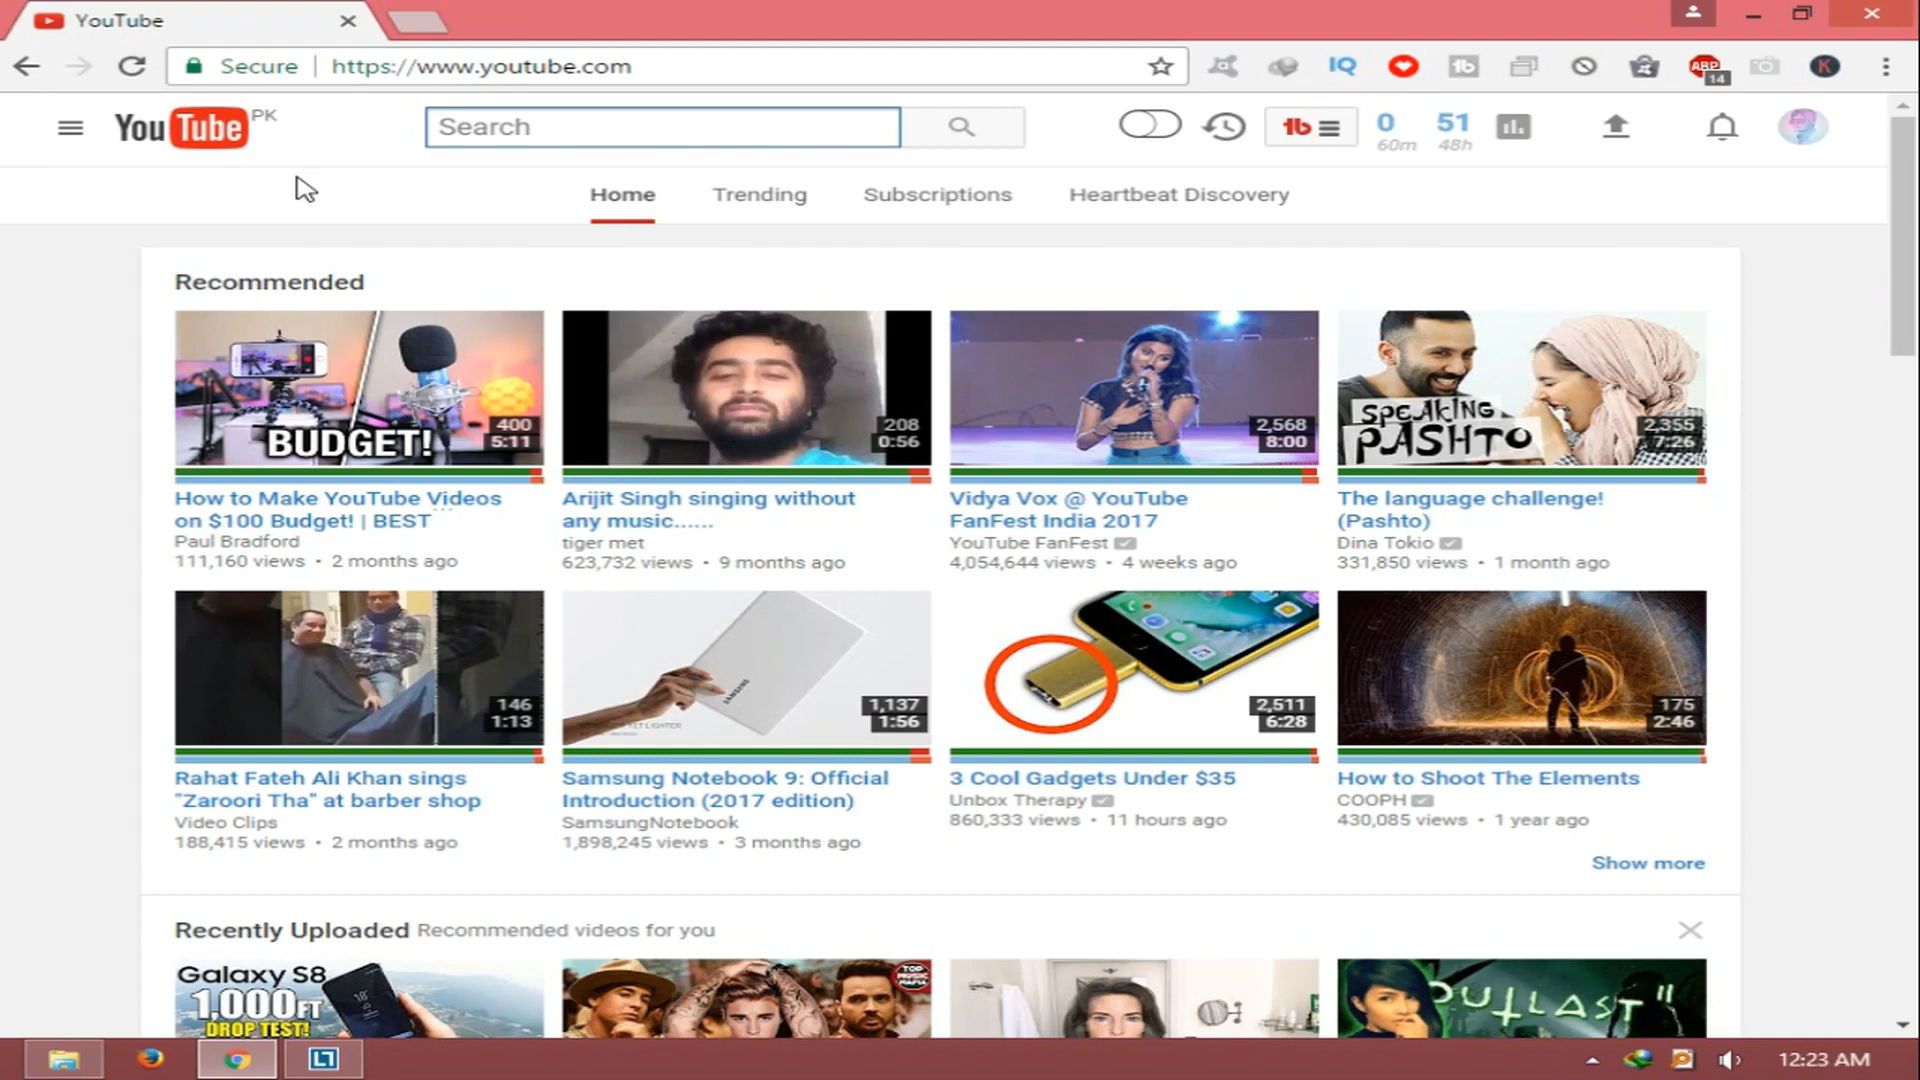 YouTube
Secure
https://www.youtube.com
IQ
ABP
14
K
YouTube PK
Search
0
60m
51
48h
Home
Trending
Subscriptions
Heartbeat Discovery
Recommended
BUDGET!
400
5:11
208
0:56
2,568
8:00
SPEAKING
PASHTO
2,355
7:26
How to Make YouTube Videos
on $100 Budget! | BEST
Paul Bradford
111,160 views • 2 months ago
Arijit Singh singing without
any music......
tiger met
623,732 views • 9 months ago
Vidya Vox @ YouTube
FanFest India 2017
YouTube FanFest
4,054,644 views • 4 weeks ago
The language challenge!
(Pashto)
Dina Tokio
331,850 views • 1 month ago
146
1:13
SAMSUNG
1,137
1:56
2,511
6:28
175
2:46
Rahat Fateh Ali Khan sings
"Zaroori Tha" at barber shop
Video Clips
188,415 views • 2 months ago
Samsung Notebook 9: Official
Introduction (2017 edition)
SamsungNotebook
1,898,245 views • 3 months ago
3 Cool Gadgets Under $35
Unbox Therapy
860,333 views • 11 hours ago
How to Shoot The Elements
COOPH
430,085 views • 1 year ago
Show more
Recently Uploaded Recommended videos for you
Galaxy S8
1,000FT
DROP TEST!
TOP
MUSIC
MAFIA
OUTLAST II
12:23 AM